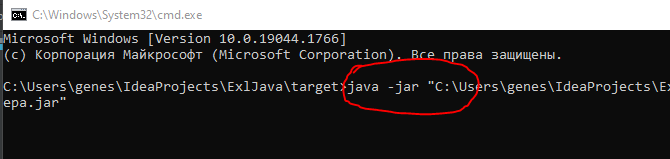 C:\Windows\System32\cmd.exe
Microsoft Windows [Version 10.0.19044.1766]
(c) Корпорация Майкрософт (Microsoft Corporation). Все права защищены.
C:\Users\genes\IdeaProjects\ExlJava\target>java -jar "C:\Users\genes\IdeaProjects\Ex
epa.jar"